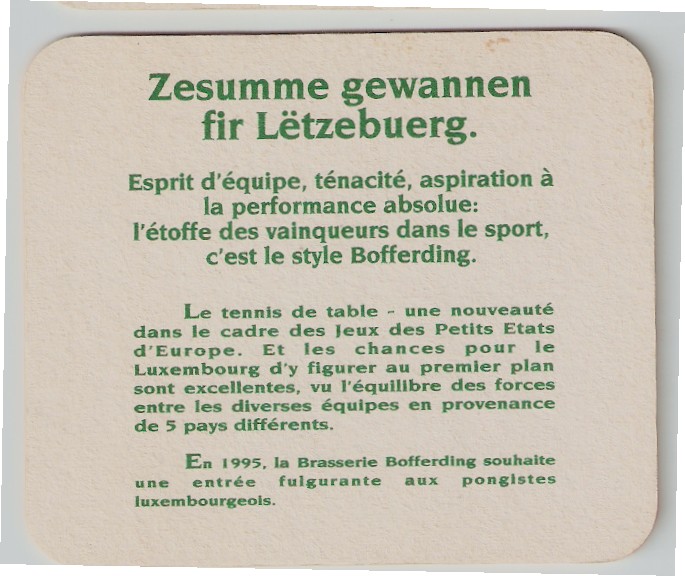 Zesumme gewannen
fir Lëtzebuerg.
Esprit d'équipe, ténacité, aspiration à
la performance absolue:
l'étoffe des vainqueurs dans le sport,
c'est le style Bofferding.
Le tennis de table - une nouveauté
dans le cadre des Jeux des Petits Etats
d'Europe. Et les chances pour le
Luxembourg d'y figurer au premier plan
sont excellentes, vu l'équilibre des forces
entre les diverses équipes en provenance
de 5 pays différents.
En 1995, la Brasserie Bofferding souhaite
une entrée fulgurante aux pongistes
luxembourgeois.